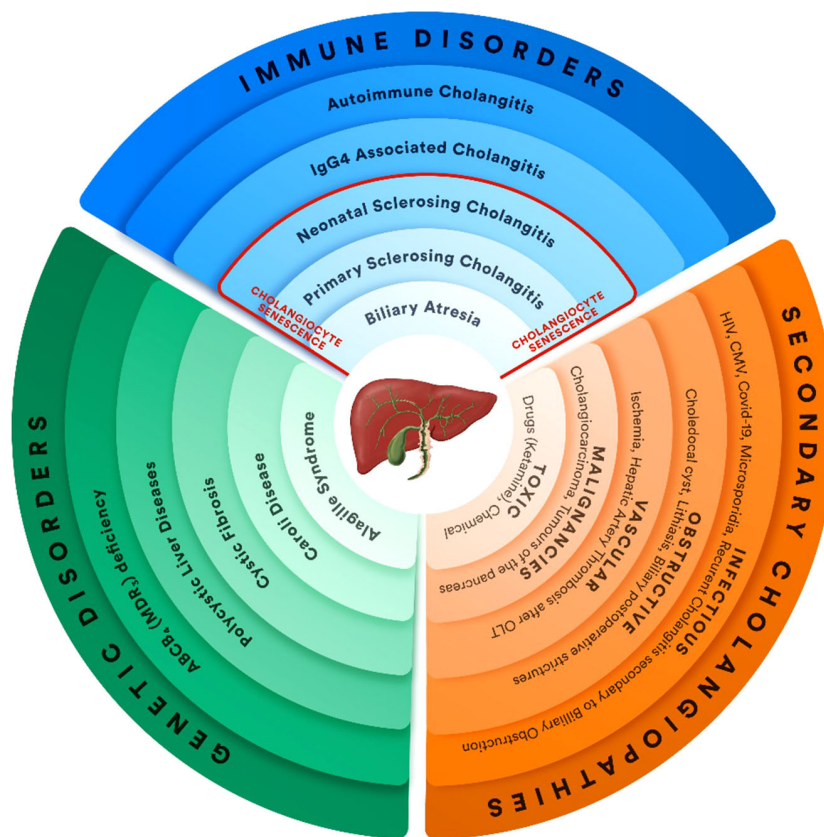 IMMUNE DISORDERS
Autoimmune Cholangitis
IgG4 Associated Cholangitis
Neonatal Sclerosing Cholangitis
Primary Sclerosing Cholangitis
Biliary Atresia
CHOLANGIOCYTE
SENESCENCE
CHOLANGIOCYTE
SENESCENCE
SECONDARY CHOLANGIOPATHIES
INFECTIOUS
HIV, CMV, Covid-19, Microsporidia, Recurent Cholangitis secondary to Billiary Obstruction
OBSTRUCTIVE
Choledocal cyst, Lithiasis, Biliary postoperative strictures
VASCULAR
Ischemia, Hepatic Artery Thrombosis after OLT
MALIGNANCIES
Cholangiocarcinoma, Tumours of the pancreas
TOXIC
Drugs (Ketamine), Chemical
GENETIC DISORDERS
ABCB₄ (MDR₃) deficiency
Polycystic Liver Diseases
Cystic Fibrosis
Caroli Disease
Alagille Syndrome